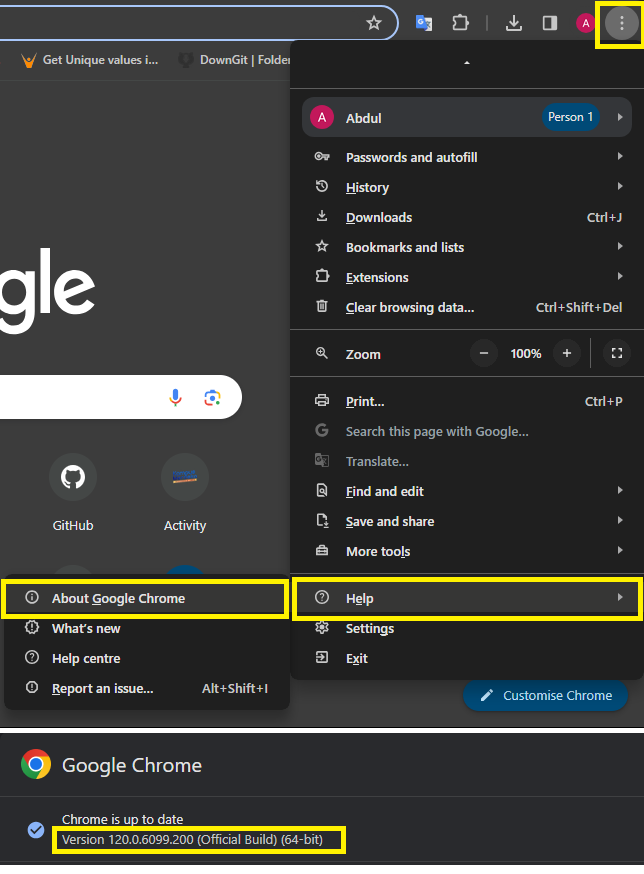 A
Get Unique values i...
DownGit | Folder
A Abdul Person 1
Passwords and autofill
History
Downloads Ctrl+J
Bookmarks and lists
Extensions
Clear browsing data... Ctrl+Shift+Del
gle
Zoom − 100% +
Print... Ctrl+P
Search this page with Google...
Translate...
Find and edit
Save and share
More tools
GitHub
Activity
Help
Settings
Exit
About Google Chrome
What's new
Help centre
Report an issue... Alt+Shift+I
Customise Chrome
Google Chrome
Chrome is up to date
Version 120.0.6099.200 (Official Build) (64-bit)